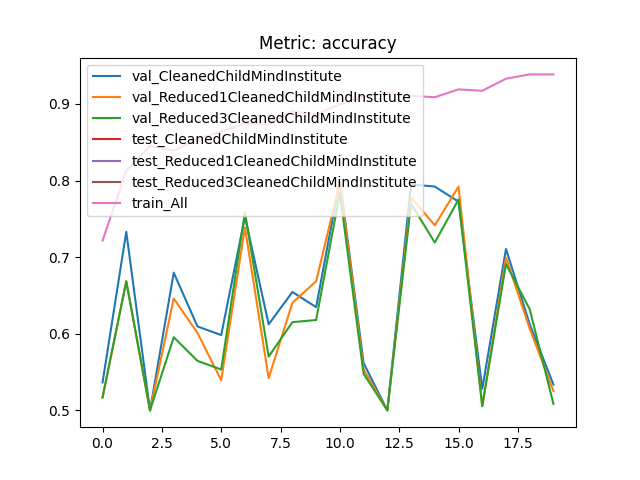 Metric: accuracy
val_CleanedChildMindInstitute
val_Reduced1CleanedChildMindInstitute
val_Reduced3CleanedChildMindInstitute
test_CleanedChildMindInstitute
test_Reduced1CleanedChildMindInstitute
test_Reduced3CleanedChildMindInstitute
train_All
0.9
0.8
0.7
0.6
0.5
0.0 2.5 5.0 7.5 10.0 12.5 15.0 17.5